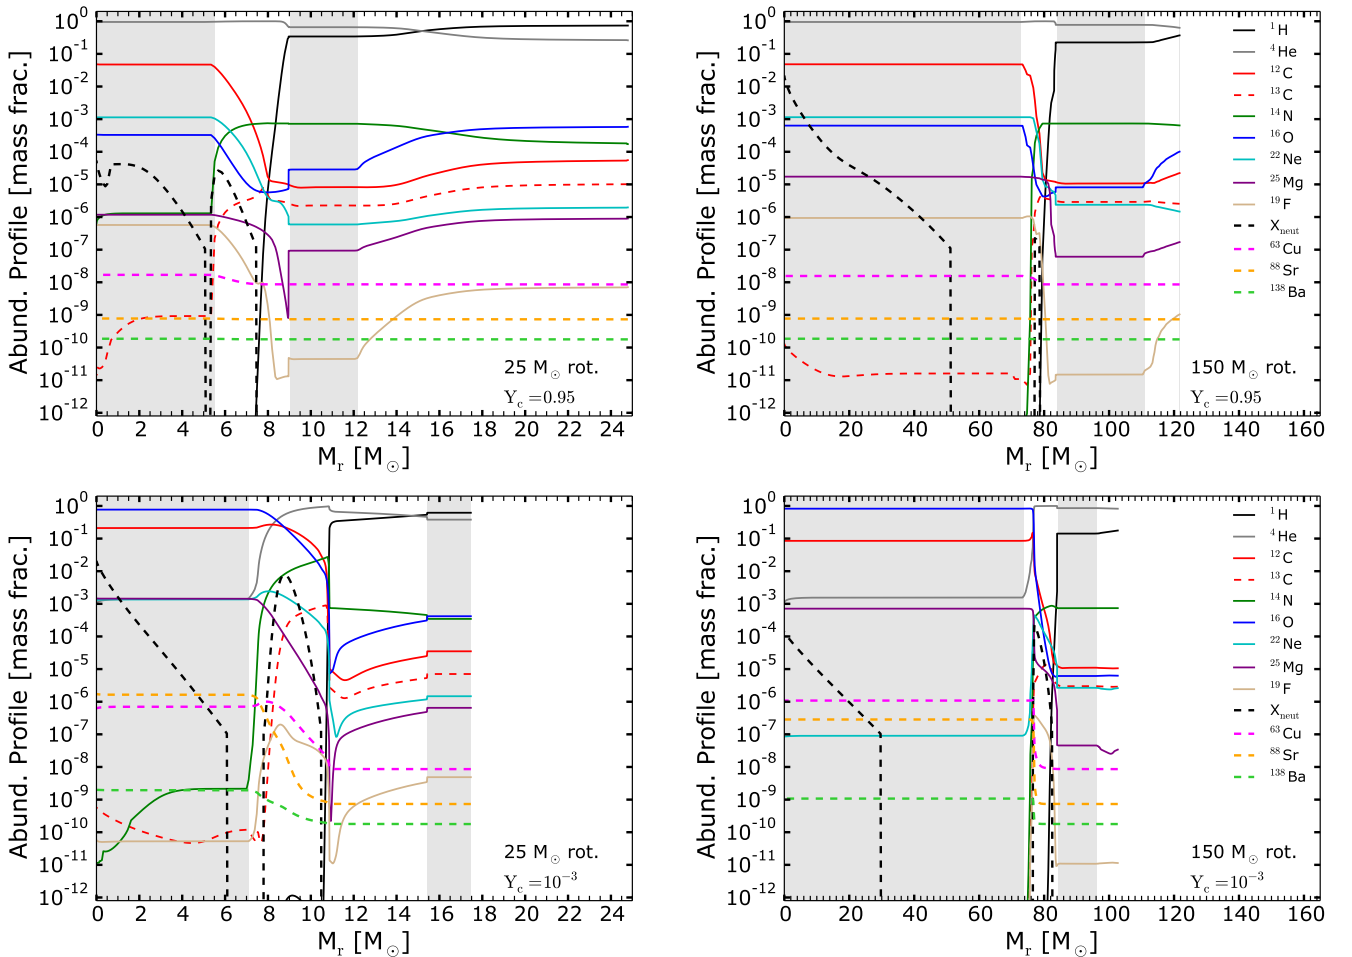 Abund. Profile [mass frac.]
10⁰
10⁻¹
10⁻²
10⁻³
10⁻⁴
10⁻⁵
10⁻⁶
10⁻⁷
10⁻⁸
10⁻⁹
10⁻¹⁰
10⁻¹¹
10⁻¹²
25 M☉ rot.
Y_c =0.95
0 2 4 6 8 10 12 14 16 18 20 22 24
M_r [M☉]
Abund. Profile [mass frac.]
10⁰
10⁻¹
10⁻²
10⁻³
10⁻⁴
10⁻⁵
10⁻⁶
10⁻⁷
10⁻⁸
10⁻⁹
10⁻¹⁰
10⁻¹¹
10⁻¹²
¹H
⁴He
¹²C
¹³C
¹⁴N
¹⁶O
²²Ne
²⁵Mg
¹⁹F
X_neut
⁶³Cu
⁸⁸Sr
¹³⁸Ba
150 M☉ rot.
Y_c =0.95
0 20 40 60 80 100 120 140 160
M_r [M☉]
Abund. Profile [mass frac.]
10⁰
10⁻¹
10⁻²
10⁻³
10⁻⁴
10⁻⁵
10⁻⁶
10⁻⁷
10⁻⁸
10⁻⁹
10⁻¹⁰
10⁻¹¹
10⁻¹²
25 M☉ rot.
Y_c =10⁻³
0 2 4 6 8 10 12 14 16 18 20 22 24
M_r [M☉]
Abund. Profile [mass frac.]
10⁰
10⁻¹
10⁻²
10⁻³
10⁻⁴
10⁻⁵
10⁻⁶
10⁻⁷
10⁻⁸
10⁻⁹
10⁻¹⁰
10⁻¹¹
10⁻¹²
¹H
⁴He
¹²C
¹³C
¹⁴N
¹⁶O
²²Ne
²⁵Mg
¹⁹F
X_neut
⁶³Cu
⁸⁸Sr
¹³⁸Ba
150 M☉ rot.
Y_c =10⁻³
0 20 40 60 80 100 120 140 160
M_r [M☉]